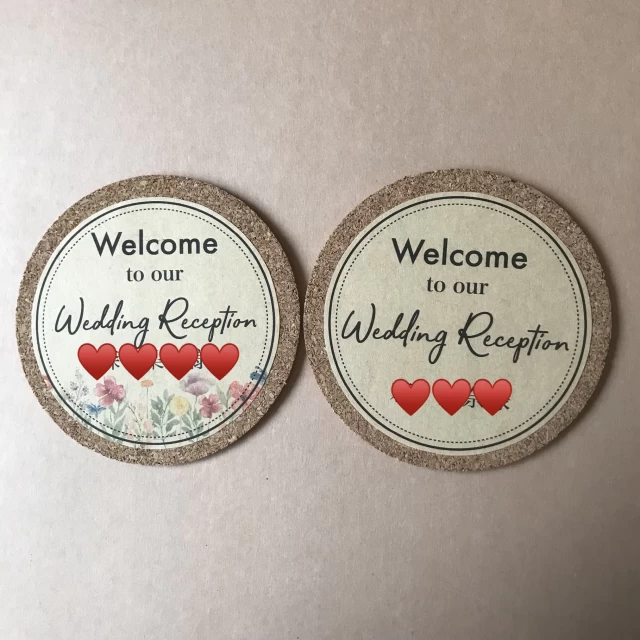 Welcome
to our
Wedding Reception
Welcome
to our
Wedding Reception